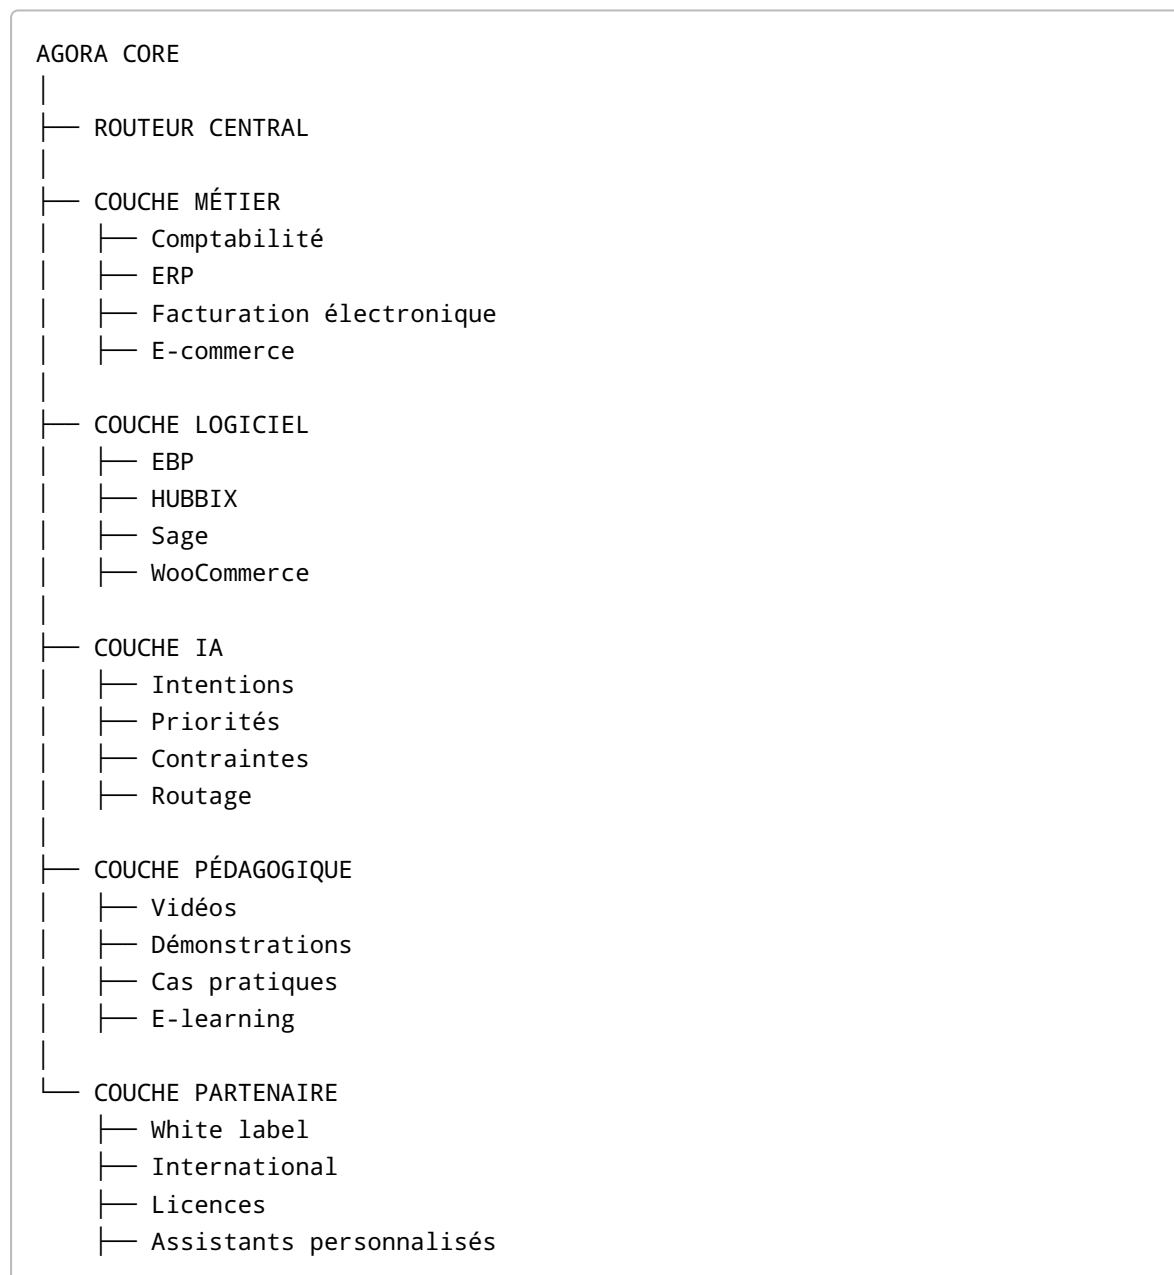 AGORA CORE
│
├── ROUTEUR CENTRAL
│
├── COUCHE MÉTIER
│   ├── Comptabilité
│   ├── ERP
│   ├── Facturation électronique
│   ├── E-commerce
│
├── COUCHE LOGICIEL
│   ├── EBP
│   ├── HUBBIX
│   ├── Sage
│   ├── WooCommerce
│
├── COUCHE IA
│   ├── Intentions
│   ├── Priorités
│   ├── Contraintes
│   ├── Routage
│
├── COUCHE PÉDAGOGIQUE
│   ├── Vidéos
│   ├── Démonstrations
│   ├── Cas pratiques
│   ├── E-learning
│
└── COUCHE PARTENAIRE
    ├── White label
    ├── International
    ├── Licences
    ├── Assistants personnalisés